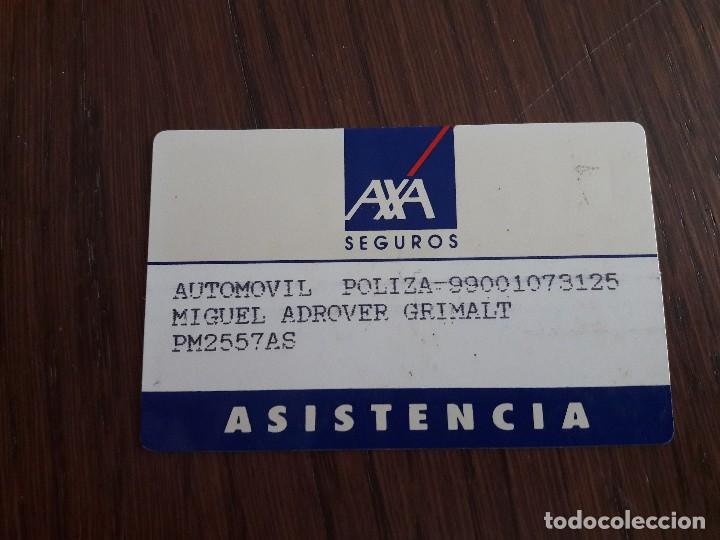 AXA
SEGUROS
AUTOMOVIL POLIZA-99001073125
MIGUEL ADROVER GRIMALT
PM2557AS
ASISTENCIA
todocoleccion